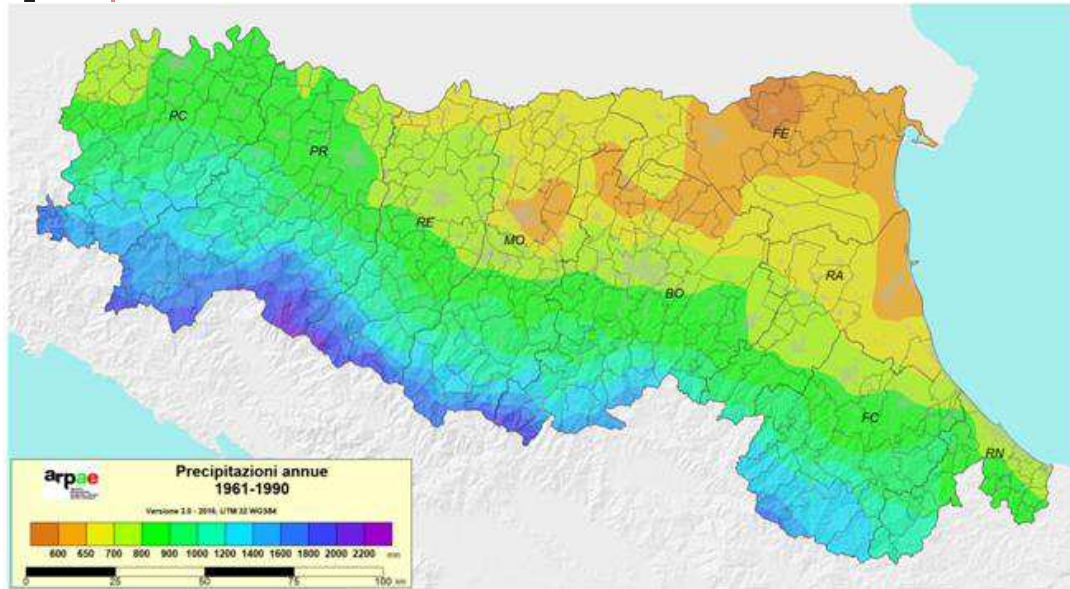 PC
PR
RE
MO
BO
FE
RA
FC
RN
arpae
Precipitazioni annue
1961-1990
Versione 2.0 - 2016, UTM 32 WGS84
600 650 700 800 900 1000 1200 1400 1600 1800 2000 2200 mm
0 25 50 75 100 km